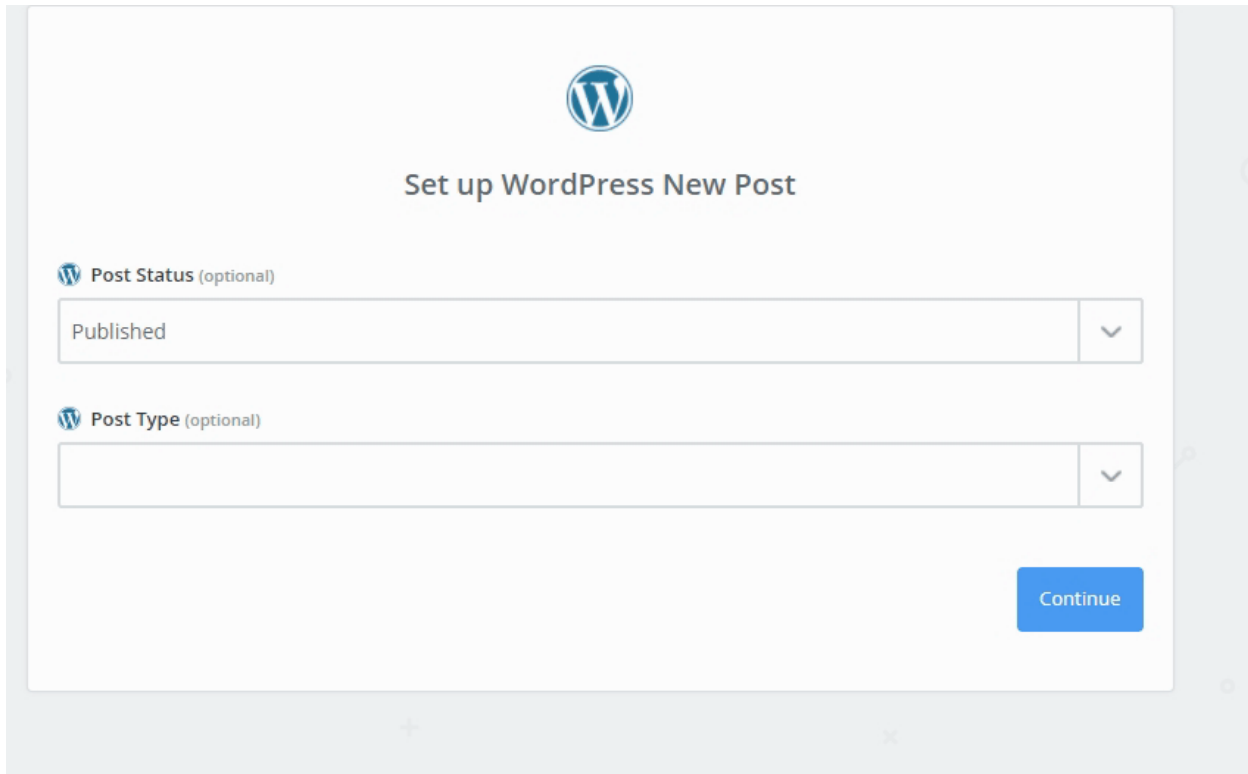 Set up WordPress New Post
Post Status (optional)
Published
Post Type (optional)
Continue